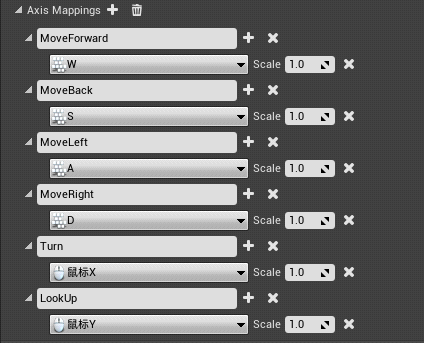 Axis Mappings
MoveForward
W Scale 1.0
MoveBack
S Scale 1.0
MoveLeft
A Scale 1.0
MoveRight
D Scale 1.0
Turn
鼠标X Scale 1.0
LookUp
鼠标Y Scale 1.0